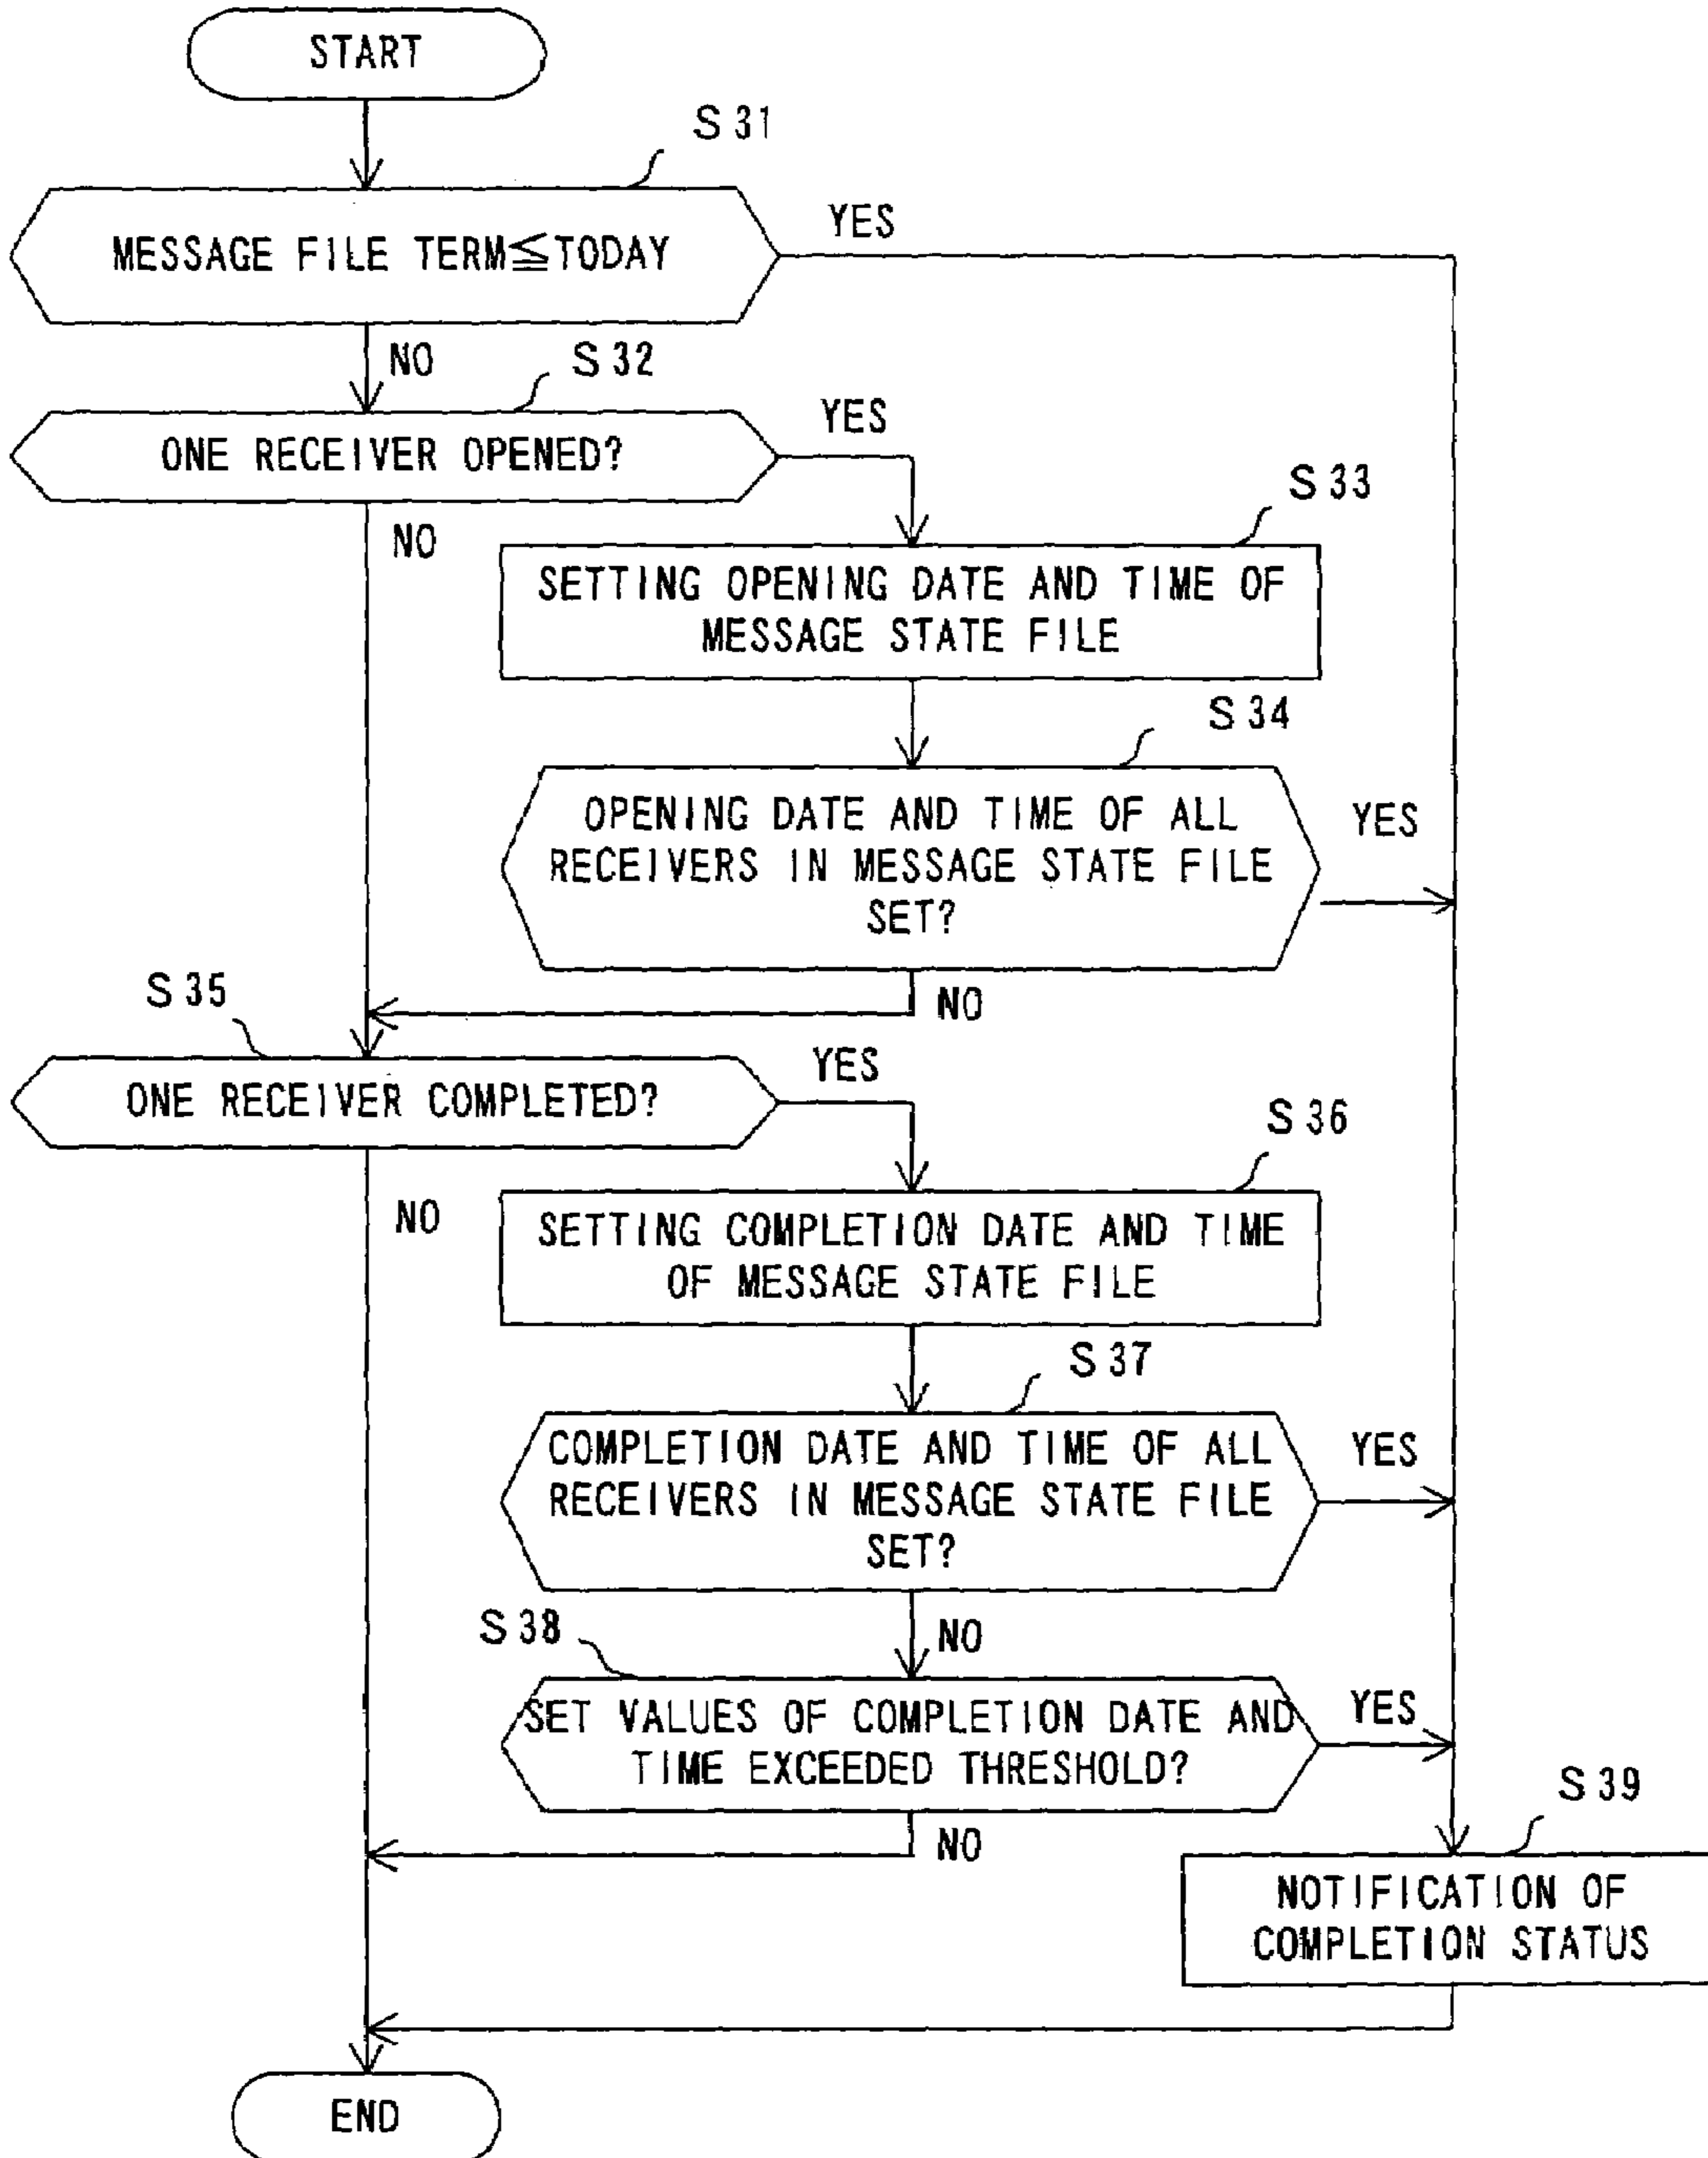 START
S31
MESSAGE FILE TERM≦TODAY
YES
NO
S32
ONE RECEIVER OPENED?
YES
NO
S33
SETTING OPENING DATE AND TIME OF
MESSAGE STATE FILE
S34
OPENING DATE AND TIME OF ALL
RECEIVERS IN MESSAGE STATE FILE
SET?
YES
NO
S35
ONE RECEIVER COMPLETED?
YES
NO
S36
SETTING COMPLETION DATE AND TIME
OF MESSAGE STATE FILE
S37
COMPLETION DATE AND TIME OF ALL
RECEIVERS IN MESSAGE STATE FILE
SET?
YES
NO
S38
SET VALUES OF COMPLETION DATE AND
TIME EXCEEDED THRESHOLD?
YES
NO
S39
NOTIFICATION OF
COMPLETION STATUS
END